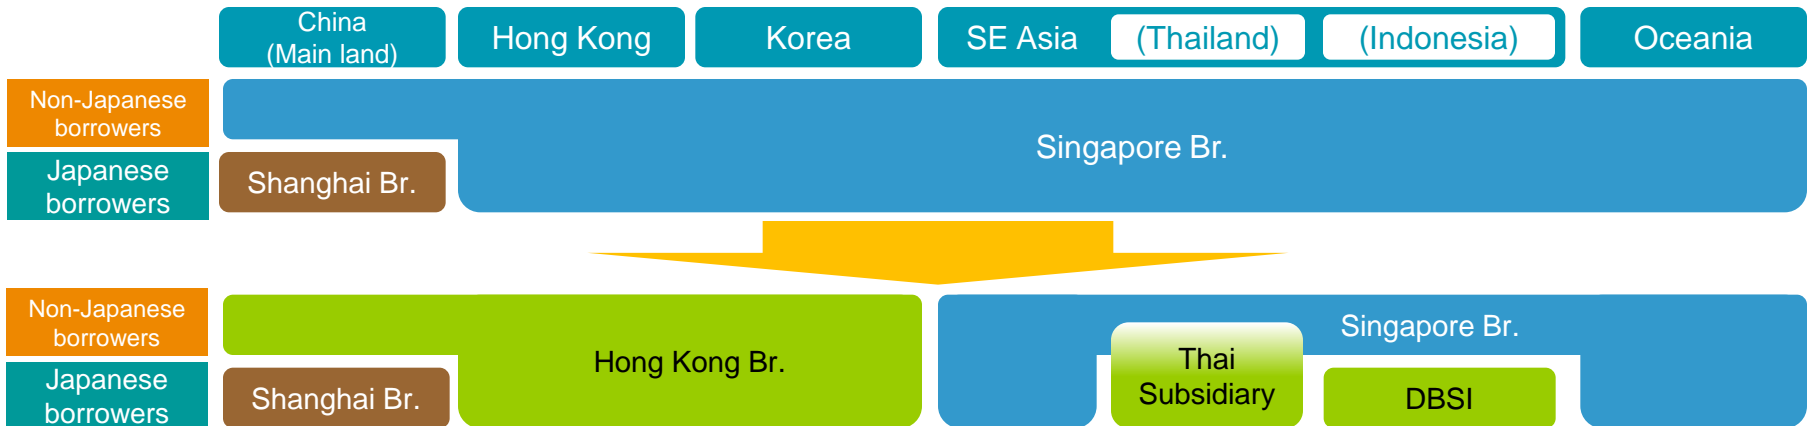 China
(Main land)
Hong Kong
Korea
SE Asia
(Thailand)
(Indonesia)
Oceania
Non-Japanese
borrowers
Singapore Br.
Japanese
borrowers
Shanghai Br.
Non-Japanese
borrowers
Singapore Br.
Hong Kong Br.
Thai
Subsidiary
Japanese
borrowers
Shanghai Br.
DBSI